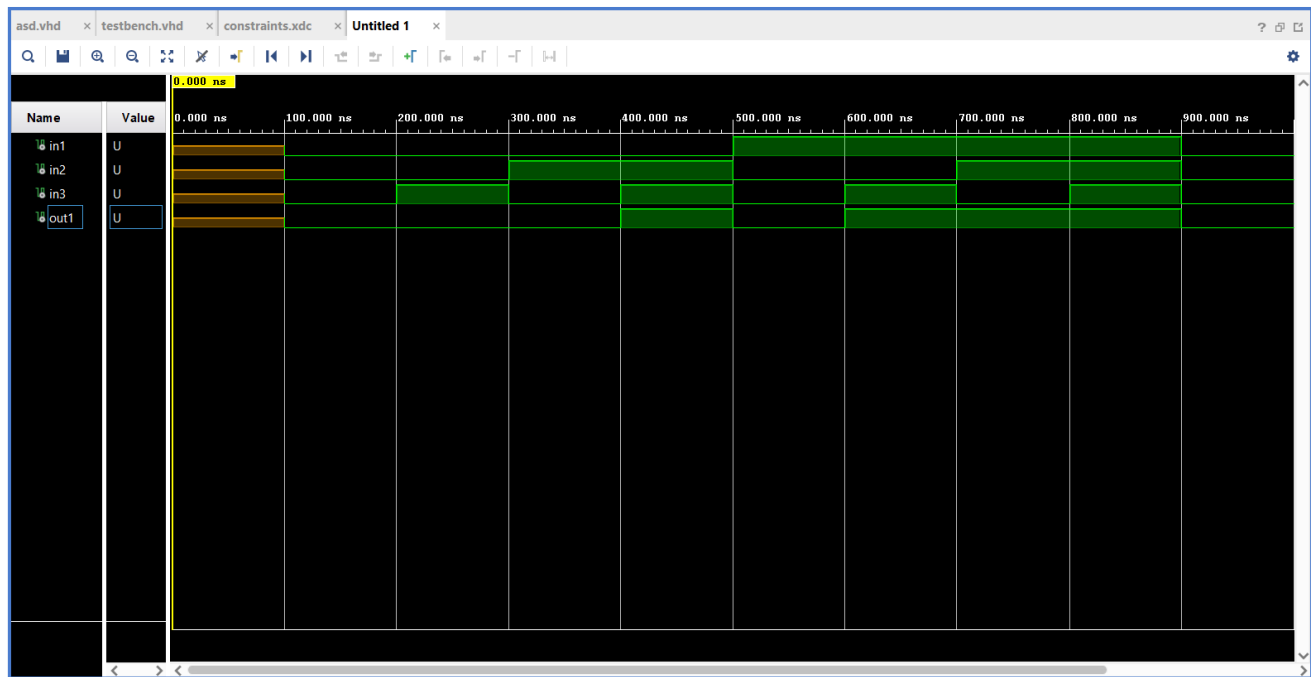 asd.vhd × testbench.vhd × constraints.xdc × Untitled 1 × ?
0.000 ns
Name Value 0.000 ns 100.000 ns 200.000 ns 300.000 ns 400.000 ns 500.000 ns 600.000 ns 700.000 ns 800.000 ns 900.000 ns
in1 U
in2 U
in3 U
out1 U